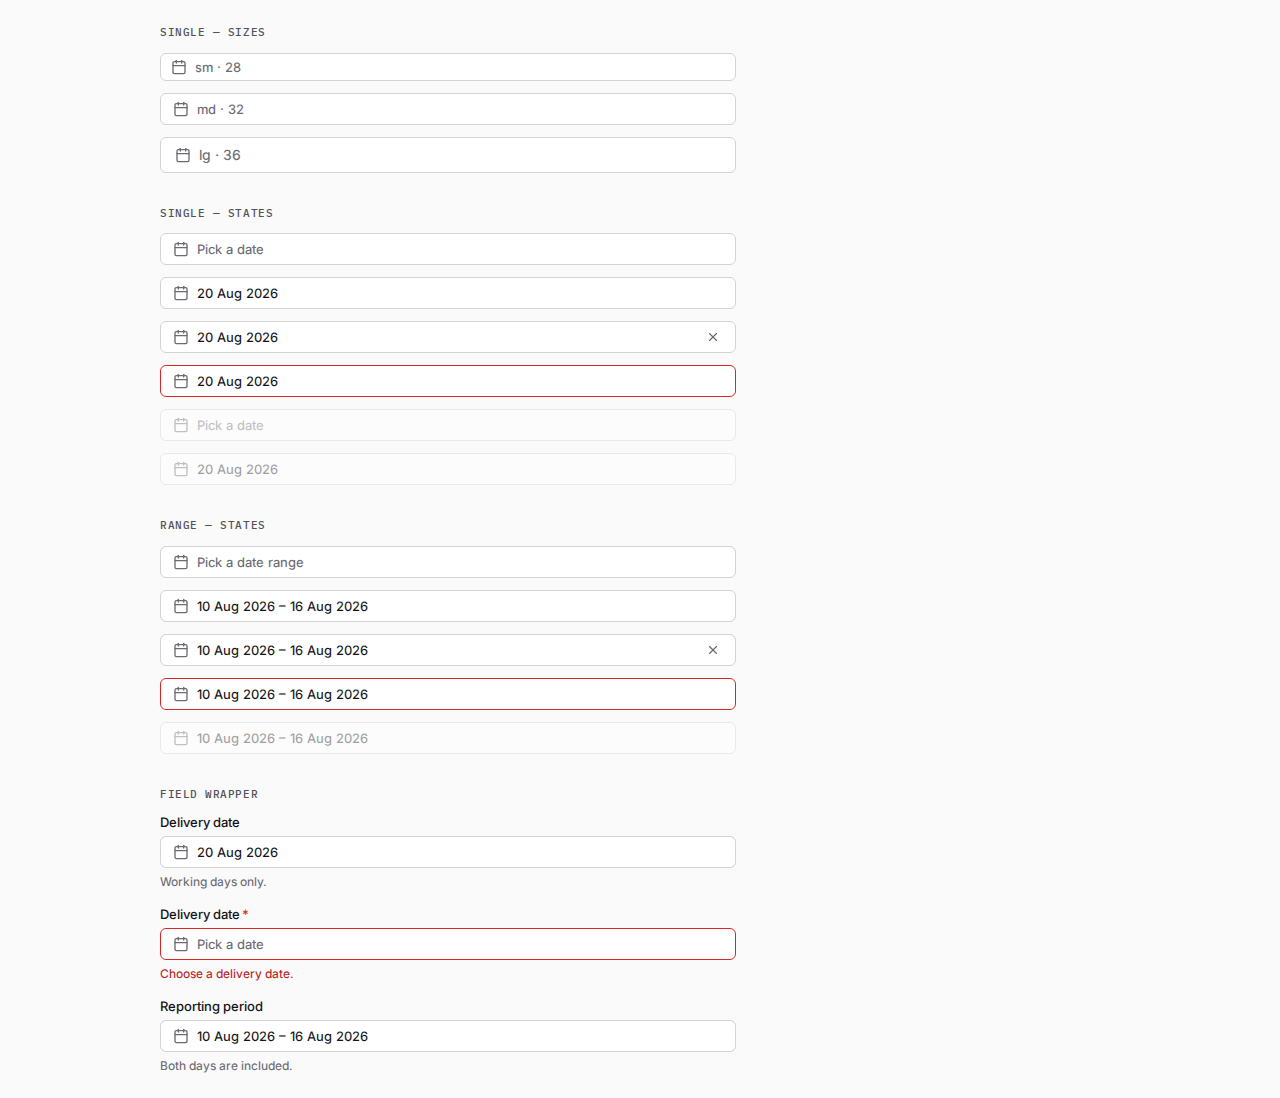 SINGLE — SIZES
sm · 28
md · 32
lg · 36
SINGLE — STATES
Pick a date
20 Aug 2026
20 Aug 2026
20 Aug 2026
Pick a date
20 Aug 2026
RANGE — STATES
Pick a date range
10 Aug 2026 – 16 Aug 2026
10 Aug 2026 – 16 Aug 2026
10 Aug 2026 – 16 Aug 2026
10 Aug 2026 – 16 Aug 2026
FIELD WRAPPER
Delivery date
20 Aug 2026
Working days only.
Delivery date *
Pick a date
Choose a delivery date.
Reporting period
10 Aug 2026 – 16 Aug 2026
Both days are included.